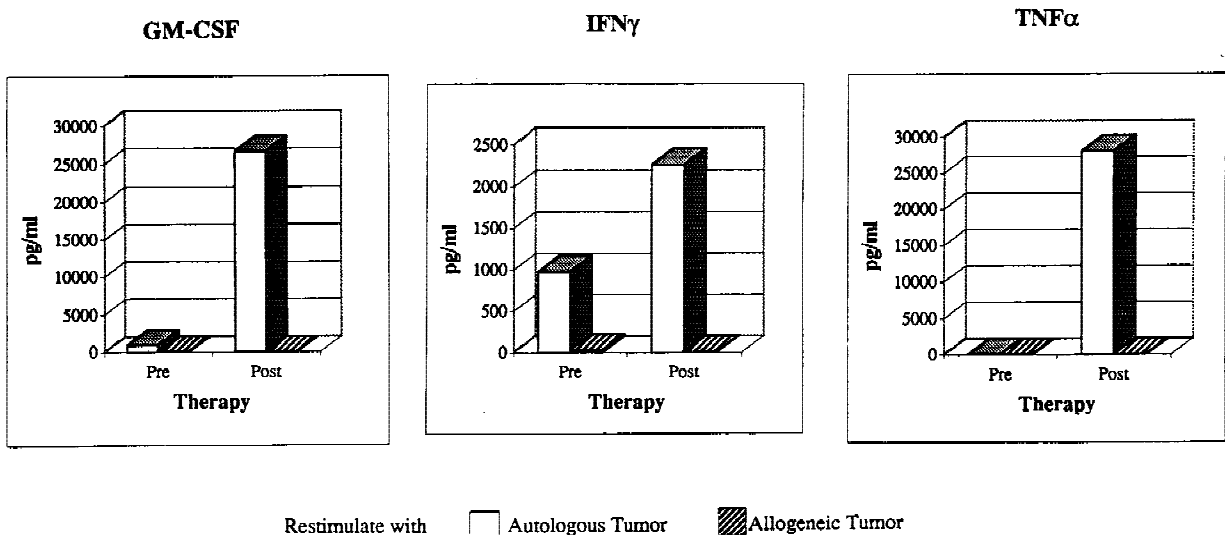 GM-CSF
30000
25000
20000
15000
10000
5000
0
pg/ml
Pre
Post
Therapy
IFNγ
2500
2000
1500
1000
500
0
pg/ml
Pre
Post
Therapy
TNFα
30000
25000
20000
15000
10000
5000
0
pg/ml
Pre
Post
Therapy
Restimulate with Autologous Tumor Allogeneic Tumor